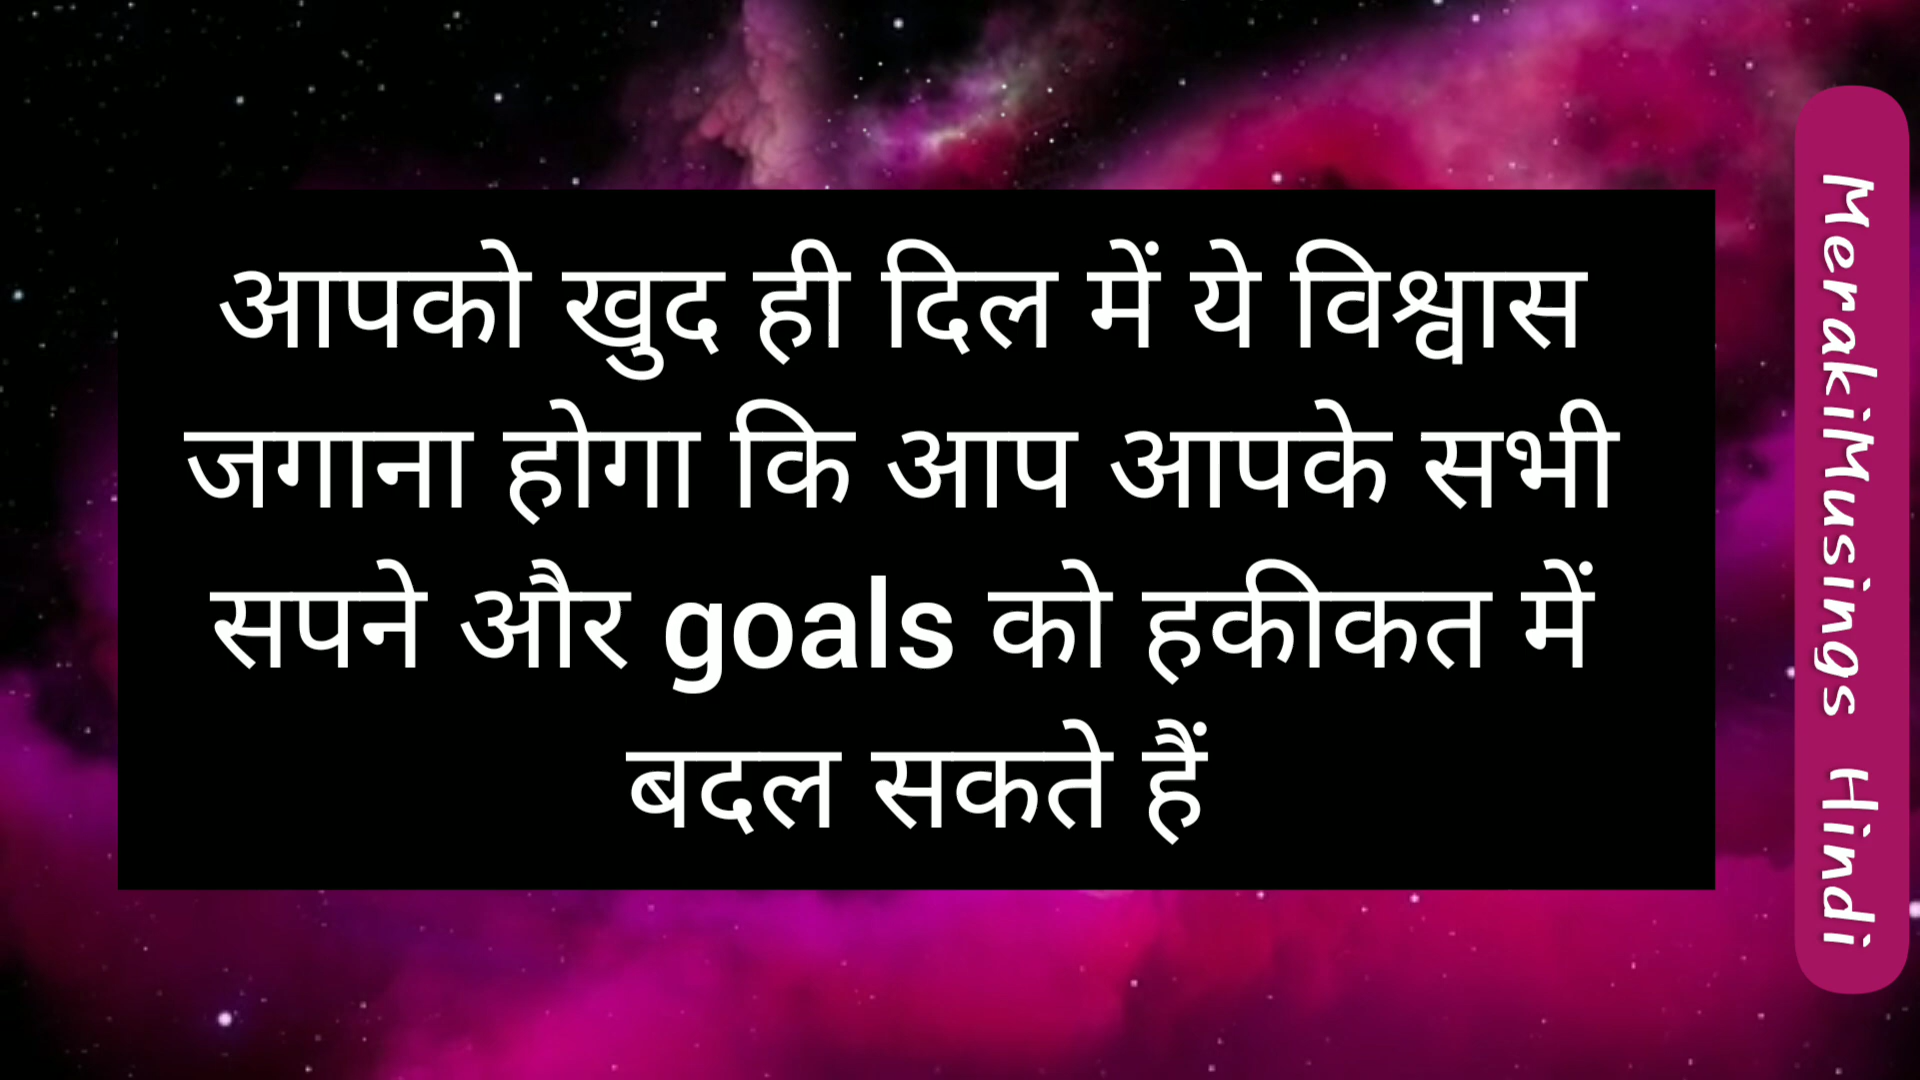 आपको खुद ही दिल में ये विश्वास
जगाना होगा कि आप आपके सभी
सपने और goals को हकीकत में
बदल सकते हैं
MerakiMusings Hindi